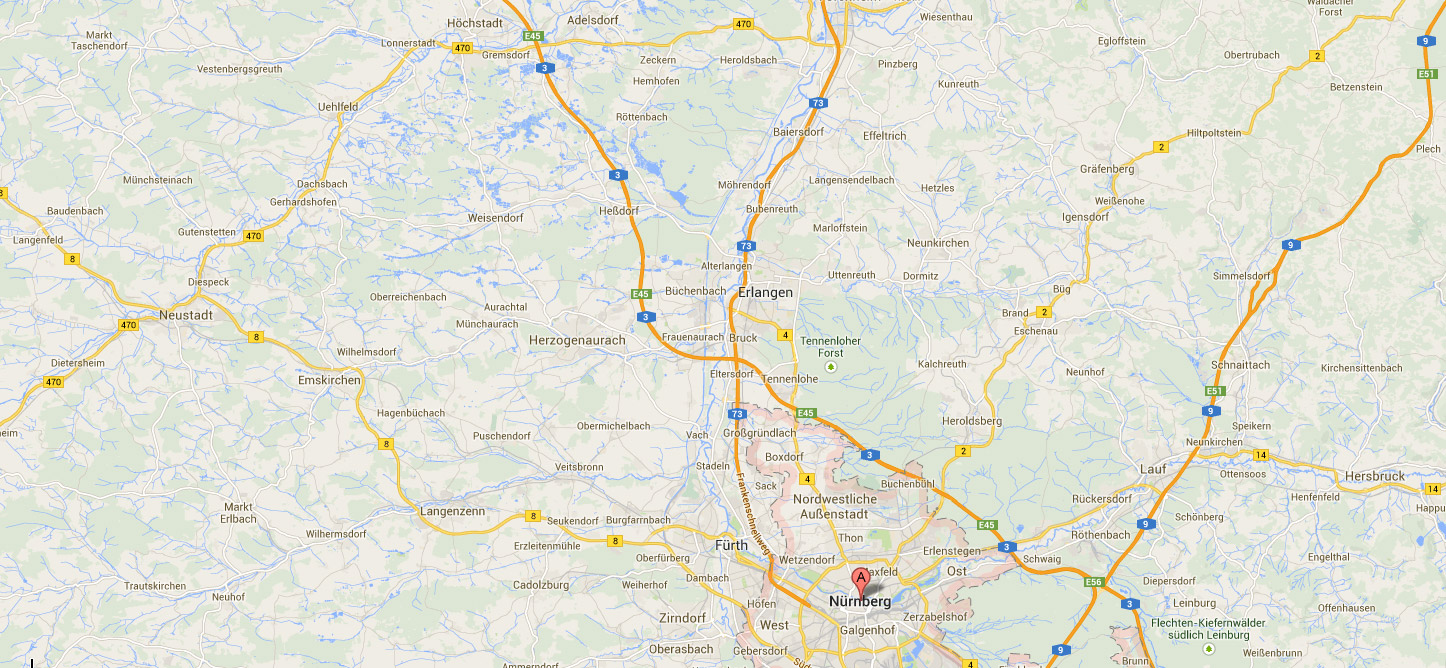 Höchstadt
Adelsdorf
470
Wiesenthau
Markt
Taschendorf
Lonnerstadt
470
E45
Gremsdorf
Egloffstein
Obertrubach
2
9
Forst
Vestenbergsgreuth
3
Zeckern
Heroldsbach
Pinzberg
E51
Hemhofen
Kunreuth
Betzenstein
Uehlfeld
Röttenbach
73
Baiersdorf
Effeltrich
Hiltpoltstein
2
Plech
Münchsteinach
Dachsbach
3
Möhrendorf
Langensendelbach
Hetzles
Gräfenberg
Gerhardshofen
Baudenbach
Weisendorf
Heßdorf
Bubenreuth
Weißenohe
Igensdorf
Langenfeld
Gutenstetten
470
Marloffstein
Neunkirchen
8
73
9
Diespeck
Alterlangen
Uttenreuth
Dormitz
Simmelsdorf
Oberreichenbach
E45
Büchenbach
Erlangen
Büg
Aurachtal
Neustadt
470
Münchaurach
3
Brand
2
Eschenau
8
Herzogenaurach
Frauenaurach
Bruck
4
Tennenloher
Forst
Wilhelmsdorf
Dietersheim
Kalchreuth
Neunhof
Schnaittach
Kirchensittenbach
470
Emskirchen
Eltersdorf
Tennenlohe
E51
Hagenbüchach
73
E45
9
Obermichelbach
Heroldsberg
Speikern
Puschendorf
Vach
Großgründlach
Neunkirchen
8
3
2
14
Boxdorf
Veitsbronn
Stadeln
Lauf
Ottensoos
Hersbruck
Sack
4
Buchenbühl
14
Frankenschnellweg
Nordwestliche
Außenstadt
Rückersdorf
Henfenfeld
Markt
Erlbach
Langenzenn
8
Seukendorf
Burgfarrnbach
E45
9
Schönberg
Happu
Wilhermsdorf
8
Thon
Röthenbach
Erzleitenmühle
Fürth
3
Erlenstegen
Schwaig
Oberfürberg
Wetzendorf
Ost
Engelthal
Trautskirchen
Cadolzburg
Weiherhof
Dambach
A
axfeld
E56
Diepersdorf
Neuhof
Höfen
Nürnberg
3
Leinburg
Offenhausen
Zirndorf
West
Zerzabelshof
Flechten-Kiefernwälder
südlich Leinburg
Galgenhof
Oberasbach
Gebersdorf
9
Weißenbrunn
Brunn
4
Ammerndorf